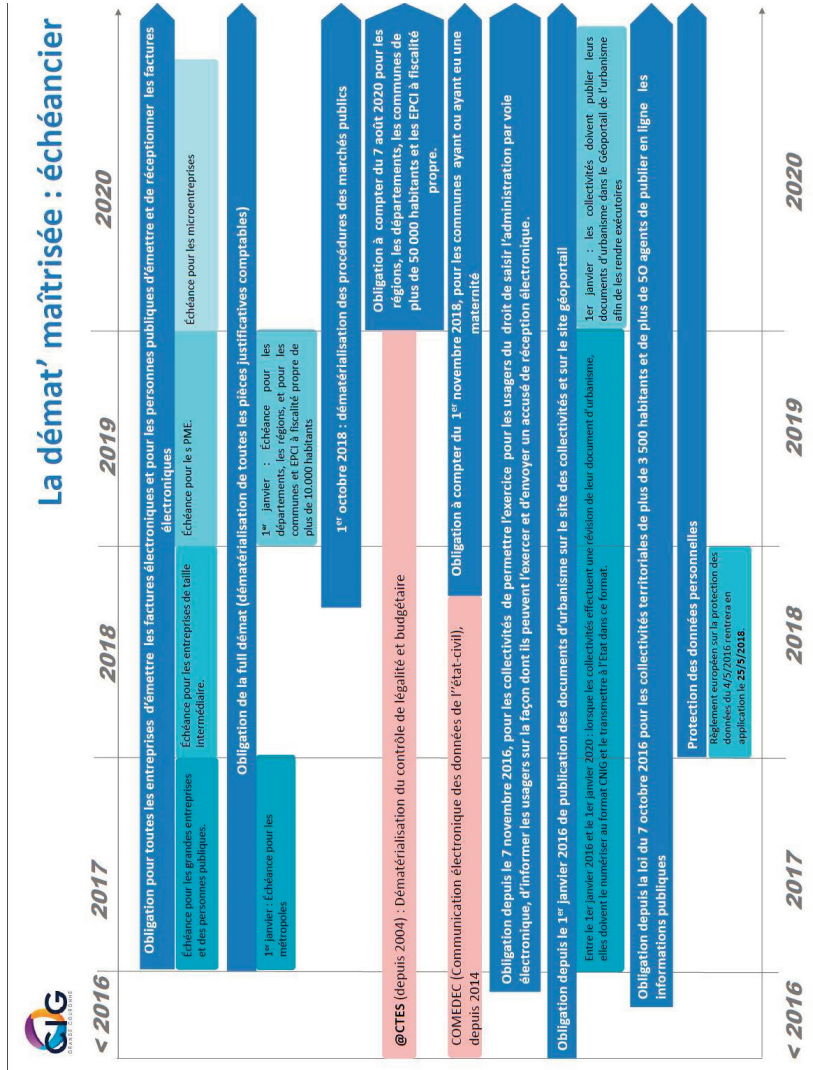 La démat' maîtrisée : échéancier
CIG
GRANDE COURONNE
< 2016
2017
2018
2019
2020
Obligation pour toutes les entreprises d'émettre les factures électroniques et pour les personnes publiques d'émettre et de réceptionner les factures
électroniques
Échéance pour les grandes entreprises
et des personnes publiques.
Échéance pour les entreprises de taille
intermédiaire.
Échéance pour le s PME.
Échéance pour les microentreprises
Obligation de la full démat (dématérialisation de toutes les pièces justificatives comptables)
1er janvier : Échéance pour les
métropoles
1er janvier : Échéance pour les
départements, les régions, et pour les
communes et EPCI à fiscalité propre de
plus de 10.000 habitants
1er octobre 2018 : dématérialisation des procédures des marchés publics
@CTES (depuis 2004) : Dématérialisation du contrôle de légalité et budgétaire
Obligation à compter du 7 août 2020 pour les
régions, les départements, les communes de
plus de 50 000 habitants et les EPCI à fiscalité
propre.
COMEDEC (Communication électronique des données de l''état-civil),
depuis 2014
Obligation à compter du 1er novembre 2018, pour les communes ayant ou ayant eu une
maternité
Obligation depuis le 7 novembre 2016, pour les collectivités de permettre l'exercice pour les usagers du droit de saisir l'administration par voie
électronique, d'informer les usagers sur la façon dont ils peuvent l'exercer et d'envoyer un accusé de réception électronique.
Obligation depuis le 1er janvier 2016 de publication des documents d'urbanisme sur le site des collectivités et sur le site géoportail
Entre le 1er janvier 2016 et le 1er janvier 2020 : lorsque les collectivités effectuent une révision de leur document d'urbanisme,
elles doivent le numériser au format CNIG et le transmettre à l'Etat dans ce format.
1er janvier : les collectivités doivent publier leurs
documents d'urbanisme dans le Géoportail de l'urbanisme
afin de les rendre exécutoires
Obligation depuis la loi du 7 octobre 2016 pour les collectivités territoriales de plus de 3 500 habitants et de plus de 50 agents de publier en ligne les
informations publiques
Protection des données personnelles
Règlement européen sur la protection des
données du 4/5/2016 rentrera en
application le 25/5/2018.
< 2016
2017
2018
2019
2020